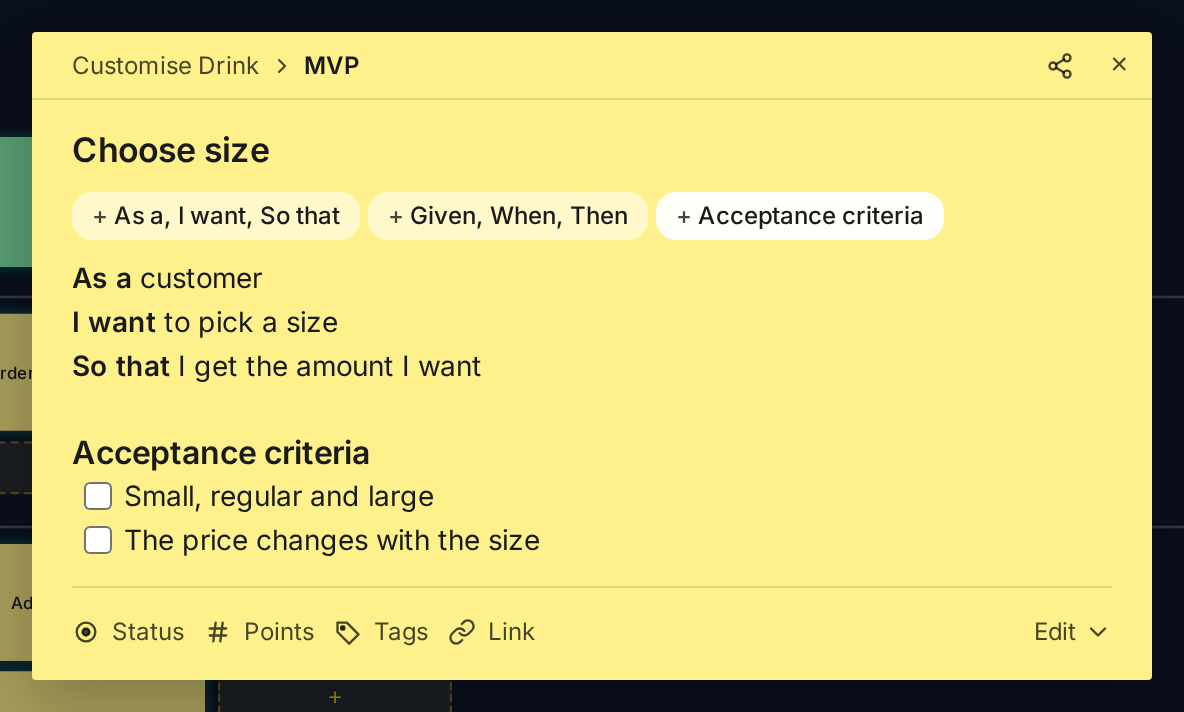 Customise Drink > MVP
Choose size
+ As a, I want, So that
+ Given, When, Then
+ Acceptance criteria
As a customer
I want to pick a size
So that I get the amount I want
Acceptance criteria
Small, regular and large
The price changes with the size
Status
Points
Tags
Link
Edit
+